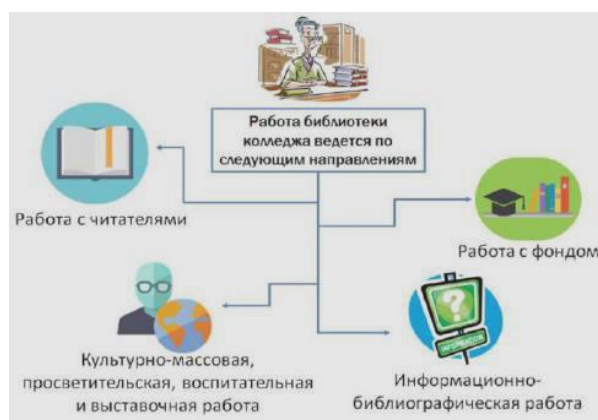 Работа библиотеки
колледжа ведется по
следующим направлениям
Работа с читателями
Работа с фондом
Культурно-массовая,
просветительская, воспитательная
и выставочная работа
Информационно-
библиографическая работа
?
INFORMATION